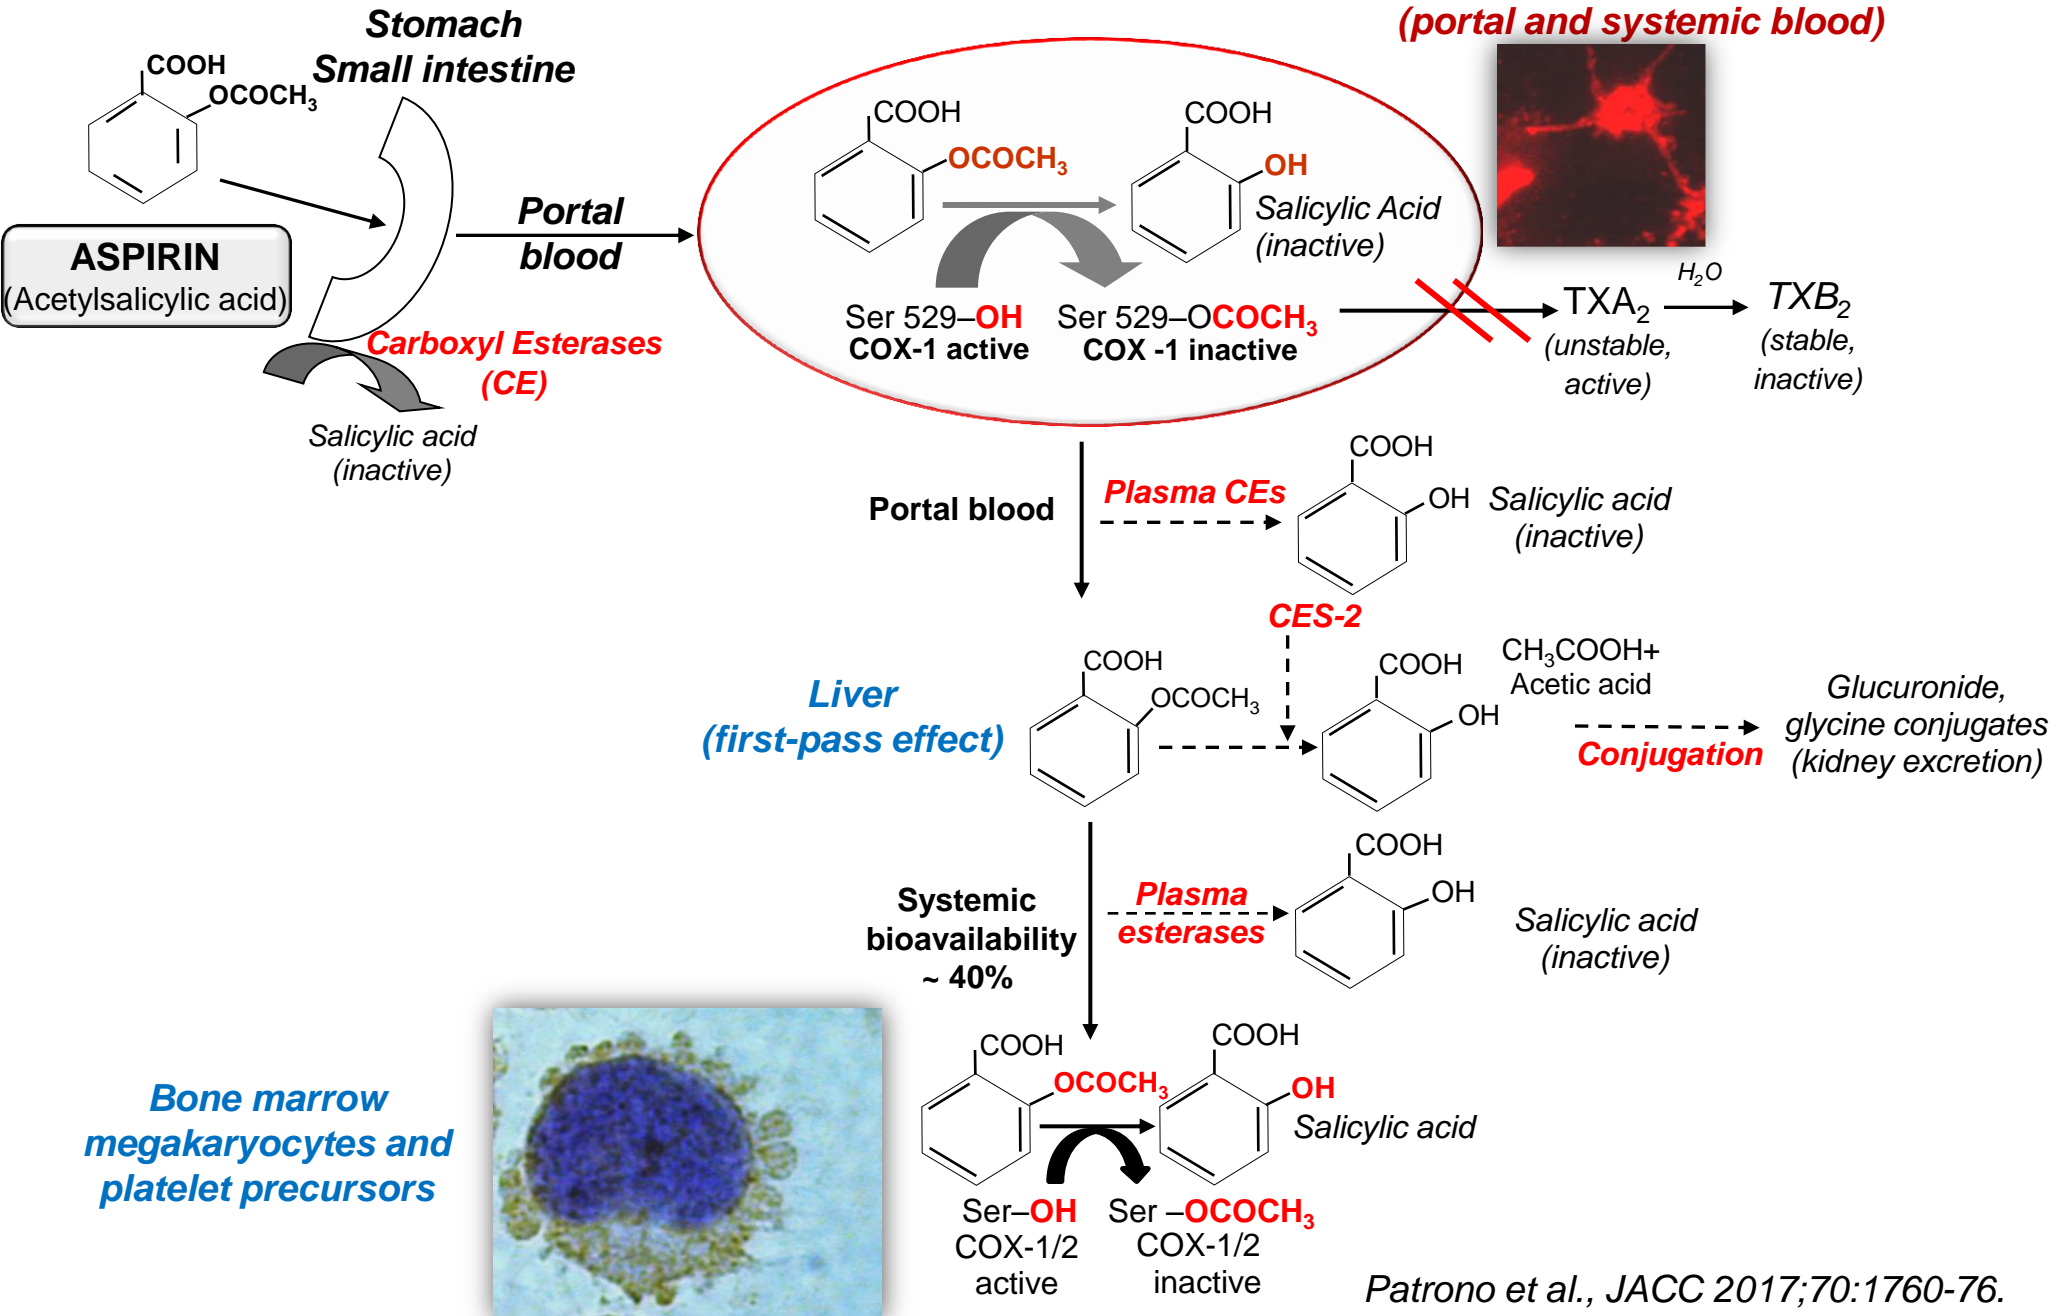 Stomach
Small intestine
(portal and systemic blood)
COOH
OCOCH3
ASPIRIN
(Acetylsalicylic acid)
Portal
blood
Carboxyl Esterases
(CE)
Salicylic acid
(inactive)
COOH
OCOCH3
COOH
OH
Salicylic Acid
(inactive)
Ser 529–OH
COX-1 active
Ser 529–OCOCH3
COX -1 inactive
TXA2
(unstable,
active)
H2O
TXB2
(stable,
inactive)
Portal blood
Plasma CEs
COOH
OH
Salicylic acid
(inactive)
CES-2
Liver
(first-pass effect)
COOH
OCOCH3
COOH
OH
CH3COOH+
Acetic acid
Conjugation
Glucuronide,
glycine conjugates
(kidney excretion)
Systemic
bioavailability
~ 40%
Plasma
esterases
COOH
OH
Salicylic acid
(inactive)
Bone marrow
megakaryocytes and
platelet precursors
COOH
OCOCH3
COOH
OH
Salicylic acid
Ser–OH
COX-1/2
active
Ser –OCOCH3
COX-1/2
inactive
Patrono et al., JACC 2017;70:1760-76.